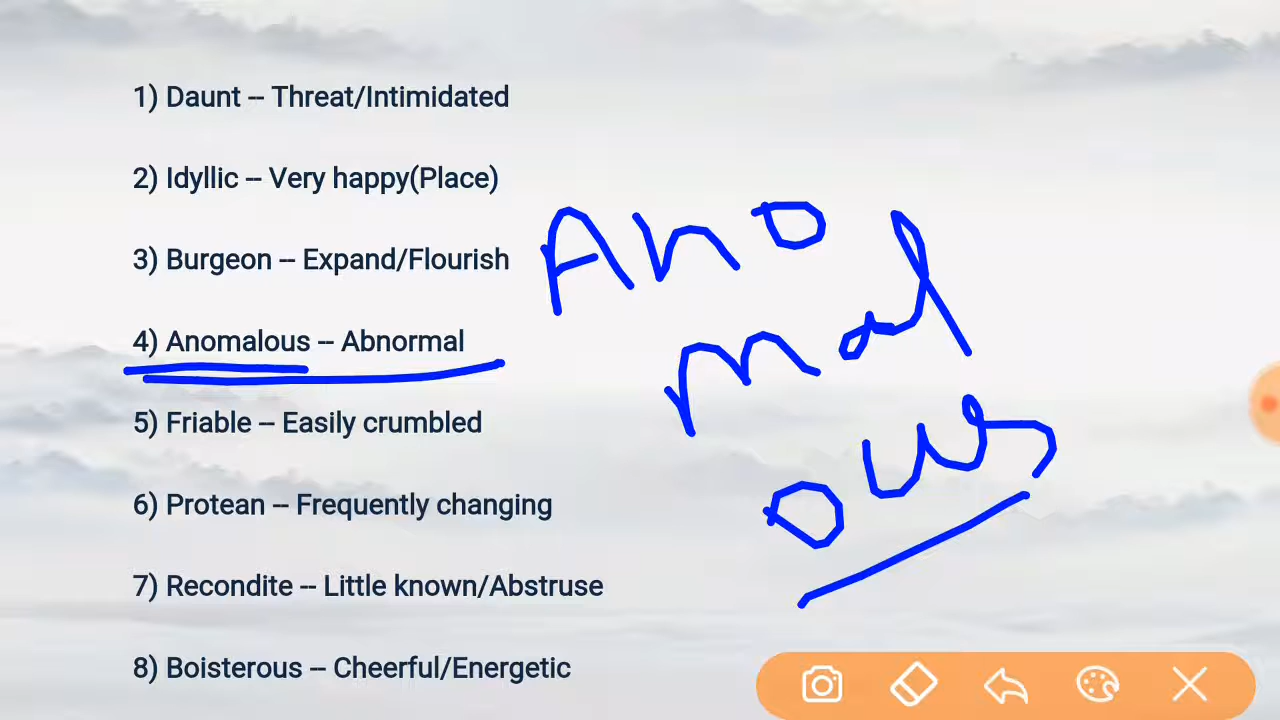 1) Daunt -- Threat/Intimidated
2) Idyllic -- Very happy(Place)
3) Burgeon -- Expand/Flourish
4) Anomalous -- Abnormal
5) Friable -- Easily crumbled
6) Protean -- Frequently changing
7) Recondite -- Little known/Abstruse
8) Boisterous -- Cheerful/Energetic
Ano
mal
ous